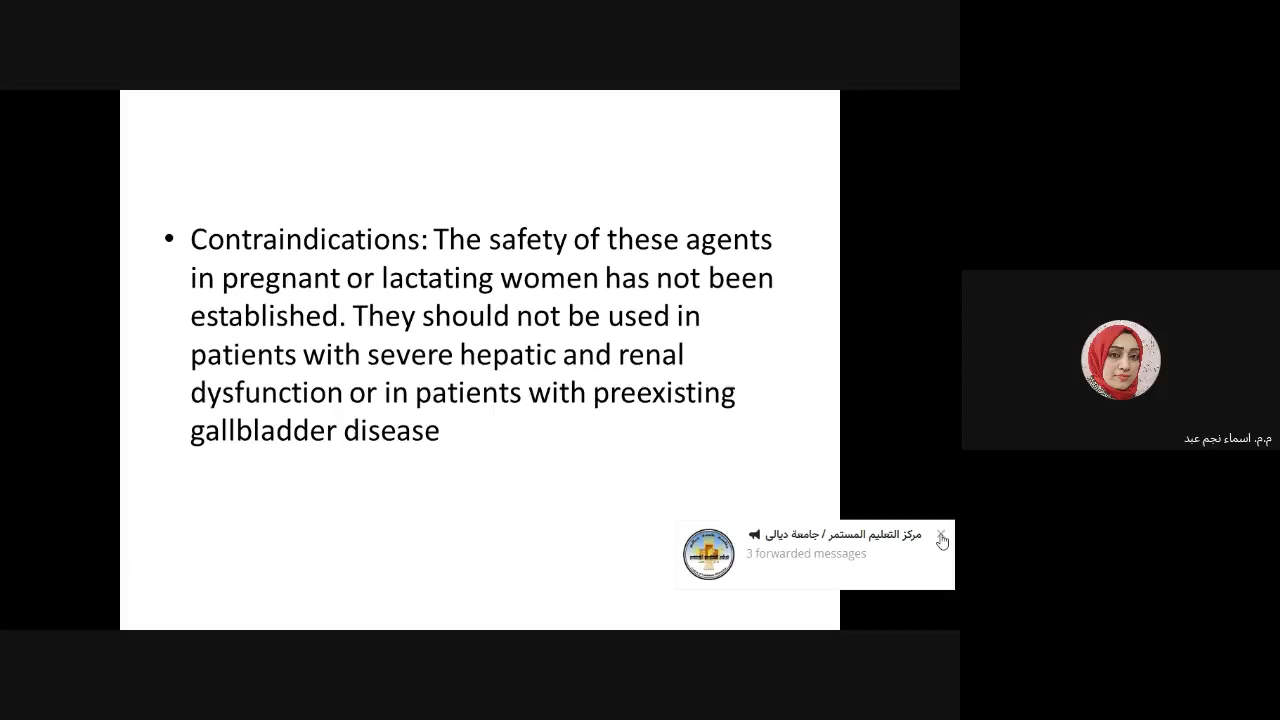 • Contraindications: The safety of these agents
in pregnant or lactating women has not been
established. They should not be used in
patients with severe hepatic and renal
dysfunction or in patients with preexisting
gallbladder disease
م.م. اسماء نجم عبد
مركز التعليم المستمر / جامعة ديالى
3 forwarded messages